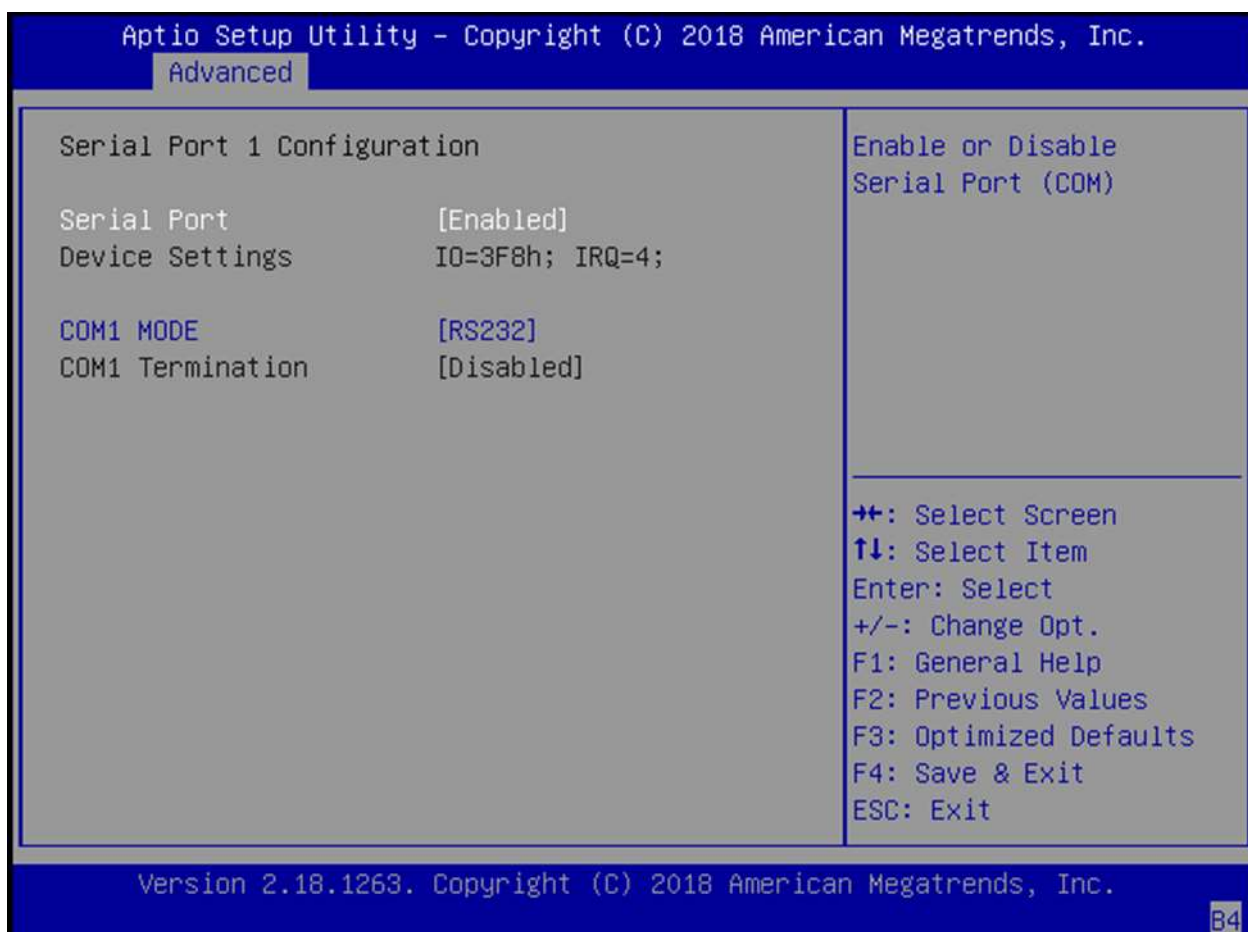 Aptio Setup Utility – Copyright (C) 2018 American Megatrends, Inc.
Advanced
Serial Port 1 Configuration
Serial Port [Enabled]
Device Settings IO=3F8h; IRQ=4;
COM1 MODE [RS232]
COM1 Termination [Disabled]
Enable or Disable
Serial Port (COM)
→←: Select Screen
↑↓: Select Item
Enter: Select
+/-: Change Opt.
F1: General Help
F2: Previous Values
F3: Optimized Defaults
F4: Save & Exit
ESC: Exit
Version 2.18.1263. Copyright (C) 2018 American Megatrends, Inc.
B4